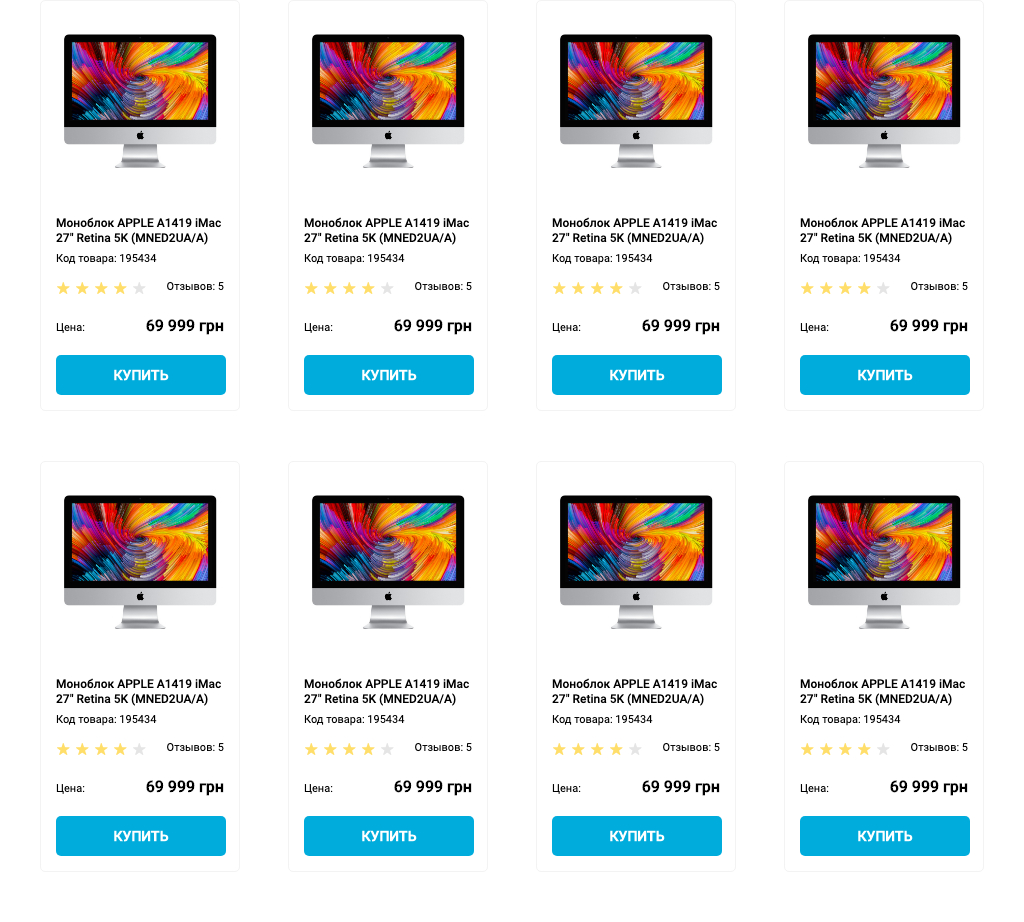 Моноблок APPLE A1419 iMac
27" Retina 5K (MNED2UA/A)
Код товара: 195434
Отзывов: 5
Цена: 69 999 грн
КУПИТЬ
Моноблок APPLE A1419 iMac
27" Retina 5K (MNED2UA/A)
Код товара: 195434
Отзывов: 5
Цена: 69 999 грн
КУПИТЬ
Моноблок APPLE A1419 iMac
27" Retina 5K (MNED2UA/A)
Код товара: 195434
Отзывов: 5
Цена: 69 999 грн
КУПИТЬ
Моноблок APPLE A1419 iMac
27" Retina 5K (MNED2UA/A)
Код товара: 195434
Отзывов: 5
Цена: 69 999 грн
КУПИТЬ
Моноблок APPLE A1419 iMac
27" Retina 5K (MNED2UA/A)
Код товара: 195434
Отзывов: 5
Цена: 69 999 грн
КУПИТЬ
Моноблок APPLE A1419 iMac
27" Retina 5K (MNED2UA/A)
Код товара: 195434
Отзывов: 5
Цена: 69 999 грн
КУПИТЬ
Моноблок APPLE A1419 iMac
27" Retina 5K (MNED2UA/A)
Код товара: 195434
Отзывов: 5
Цена: 69 999 грн
КУПИТЬ
Моноблок APPLE A1419 iMac
27" Retina 5K (MNED2UA/A)
Код товара: 195434
Отзывов: 5
Цена: 69 999 грн
КУПИТЬ